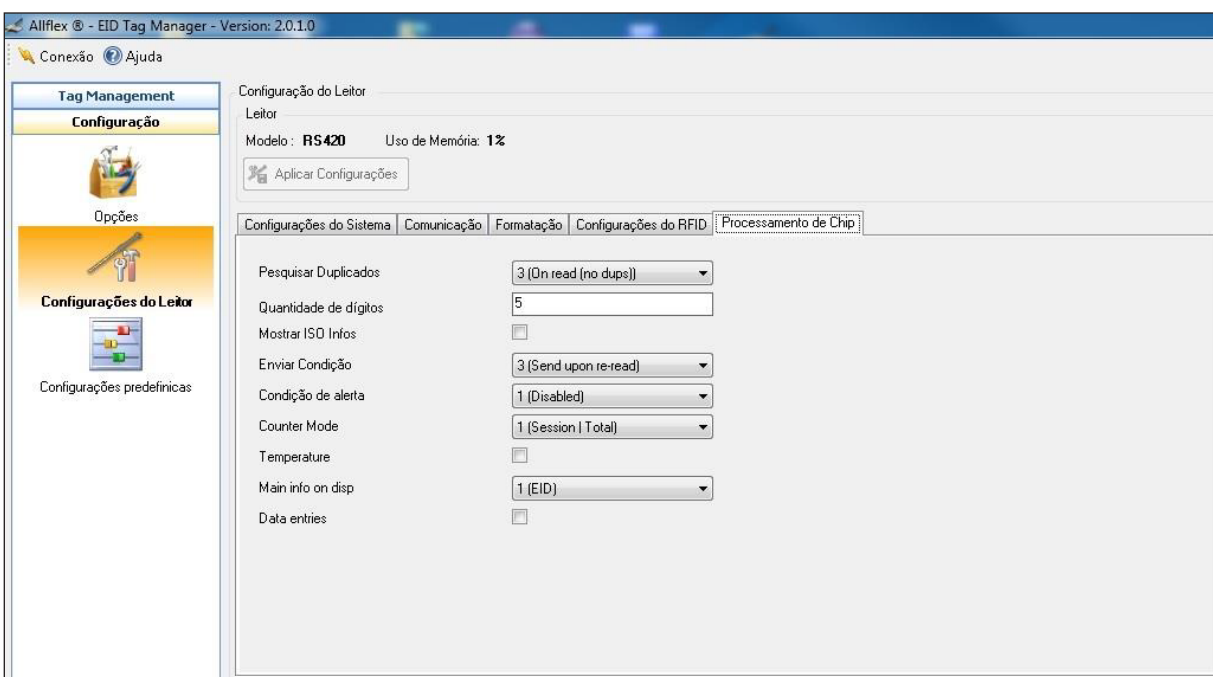 Allflex ® - EID Tag Manager - Version: 2.0.1.0
Conexão Ajuda
Tag Management
Configuração
Opções
Configurações do Leitor
Configurações predefinicas
Configuração do Leitor
Leitor
Modelo : RS420 Uso de Memória: 1%
Aplicar Configurações
Configurações do Sistema Comunicação Formatação Configurações do RFID Processamento de Chip
Pesquisar Duplicados 3 (On read (no dups))
Quantidade de dígitos 5
Mostrar ISO Infos
Enviar Condição 3 (Send upon re-read)
Condição de alerta 1 (Disabled)
Counter Mode 1 (Session | Total)
Temperature
Main info on disp 1 (EID)
Data entries